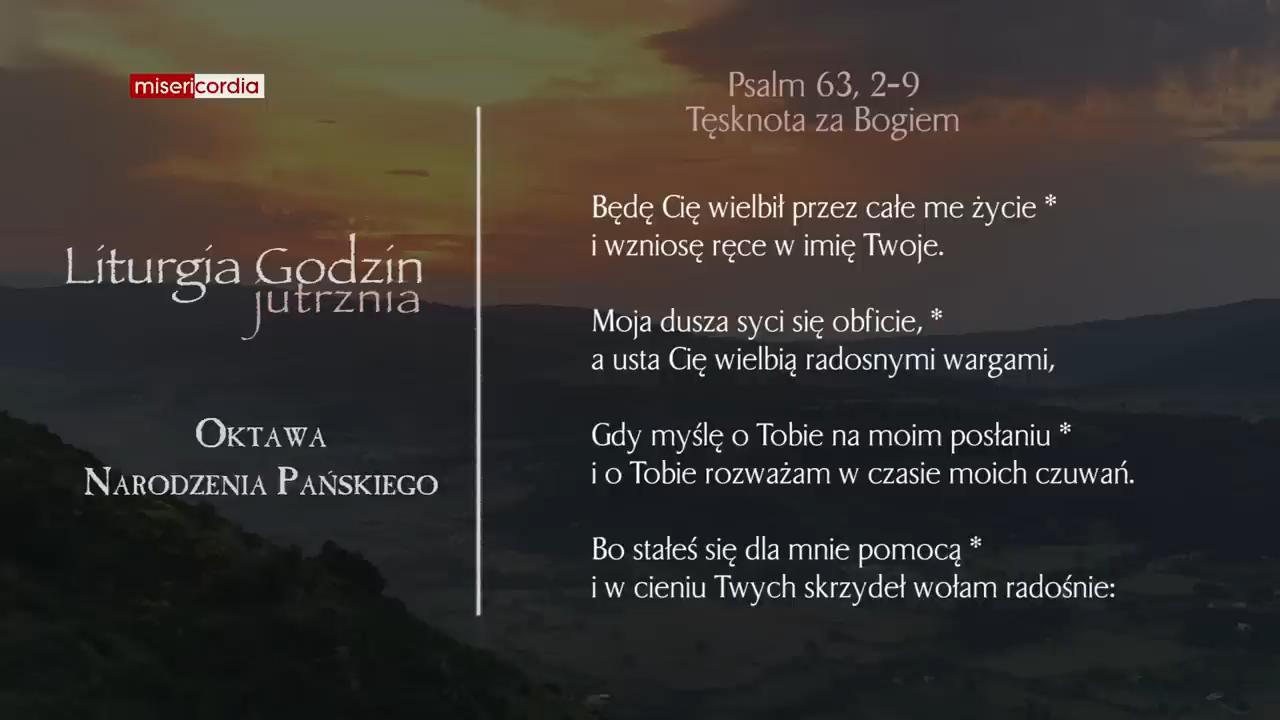 misericordia
Liturgia Godzin
jutrznia
Oktawa
Narodzenia Pańskiego
Psalm 63, 2-9
Tęsknota za Bogiem
Będę Cię wielbił przez całe me życie *
i wzniosę ręce w imię Twoje.
Moja dusza syci się obficie, *
a usta Cię wielbią radosnymi wargami,
Gdy myślę o Tobie na moim posłaniu *
i o Tobie rozważam w czasie moich czuwań.
Bo stałeś się dla mnie pomocą *
i w cieniu Twych skrzydeł wołam radośnie: